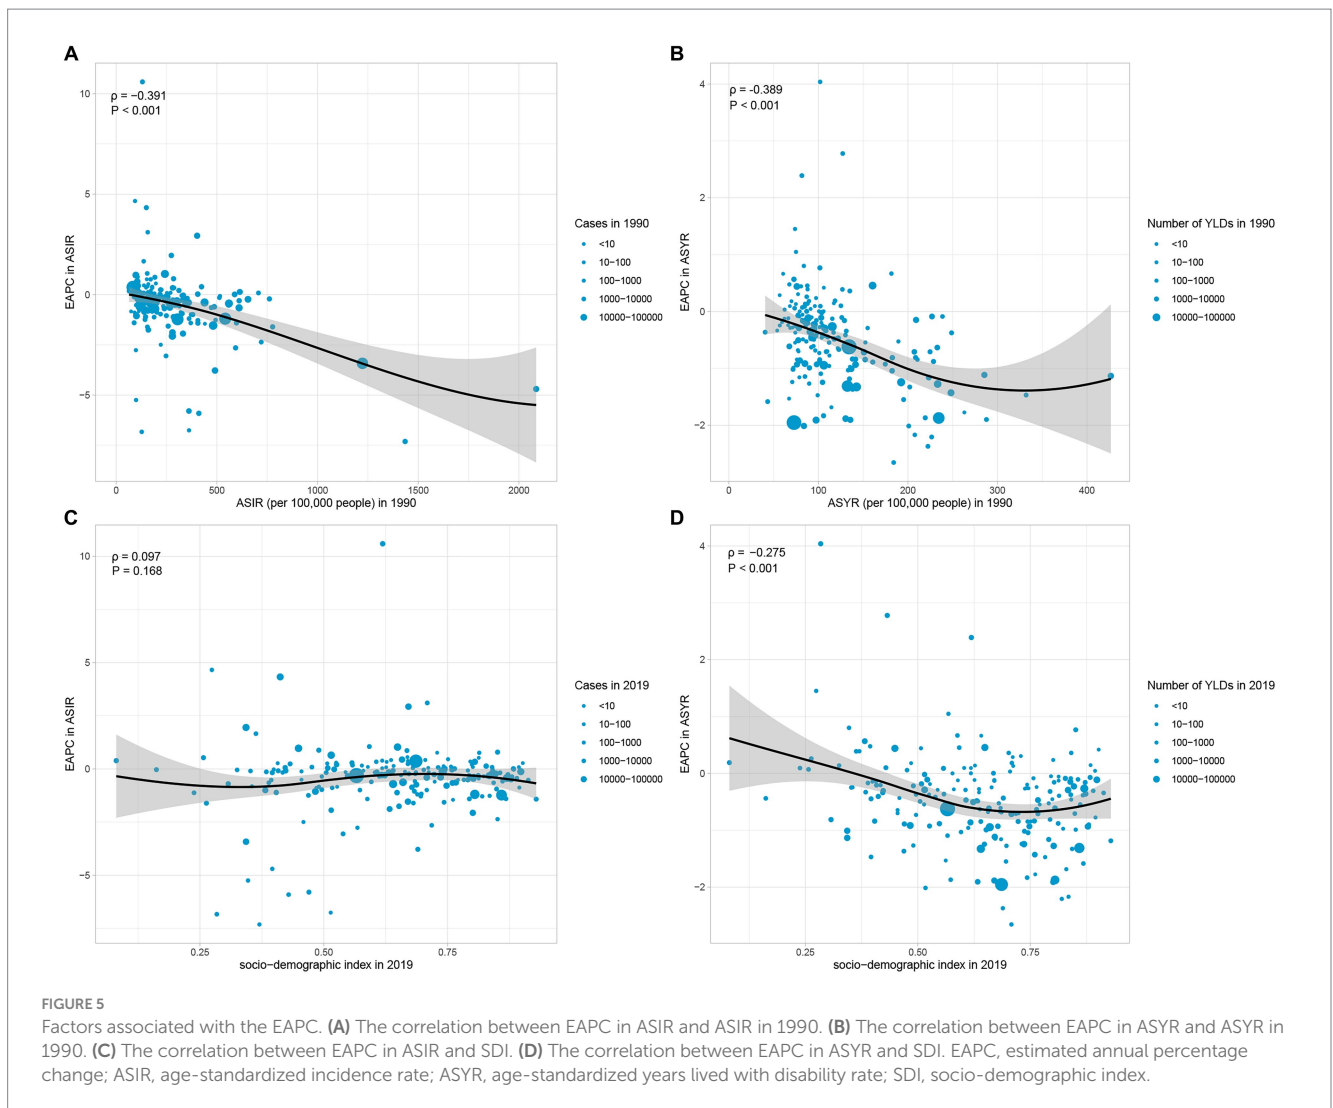 A
ρ = −0.391
P < 0.001
10
5
0
−5
EAPC in ASIR
0 500 1000 1500 2000
ASIR (per 100,000 people) in 1990
Cases in 1990
<10
10−100
100−1000
1000−10000
10000−100000
B
ρ = -0.389
P < 0.001
4
2
0
−2
EAPC in ASYR
0 100 200 300 400
ASYR (per 100,000 people) in 1990
Number of YLDs in 1990
<10
10−100
100−1000
1000−10000
10000−100000
C
ρ = 0.097
P = 0.168
10
5
0
−5
EAPC in ASIR
0.25 0.50 0.75
socio−demographic index in 2019
Cases in 2019
<10
10−100
100−1000
1000−10000
10000−100000
D
ρ = −0.275
P < 0.001
4
2
0
−2
EAPC in ASYR
0.25 0.50 0.75
socio−demographic index in 2019
Number of YLDs in 2019
<10
10−100
100−1000
1000−10000
10000−100000
FIGURE 5
Factors associated with the EAPC. (A) The correlation between EAPC in ASIR and ASIR in 1990. (B) The correlation between EAPC in ASYR and ASYR in
1990. (C) The correlation between EAPC in ASIR and SDI. (D) The correlation between EAPC in ASYR and SDI. EAPC, estimated annual percentage
change; ASIR, age-standardized incidence rate; ASYR, age-standardized years lived with disability rate; SDI, socio-demographic index.